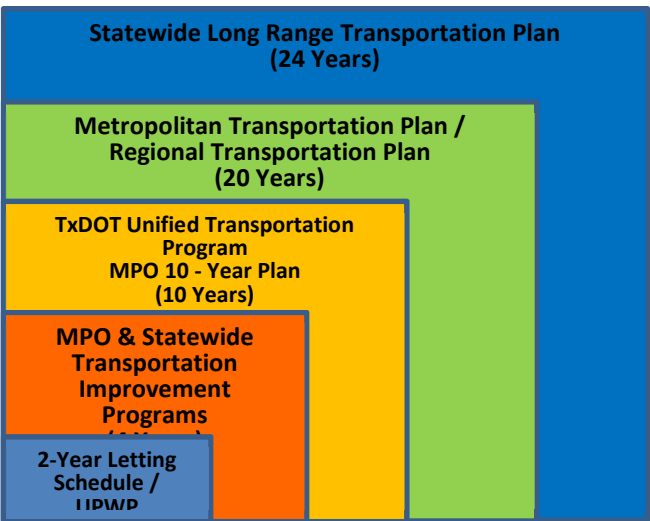 Statewide Long Range Transportation Plan
(24 Years)
Metropolitan Transportation Plan /
Regional Transportation Plan
(20 Years)
TxDOT Unified Transportation
Program
MPO 10 - Year Plan
(10 Years)
MPO & Statewide
Transportation
Improvement
Programs
2-Year Letting
Schedule /
UPWP